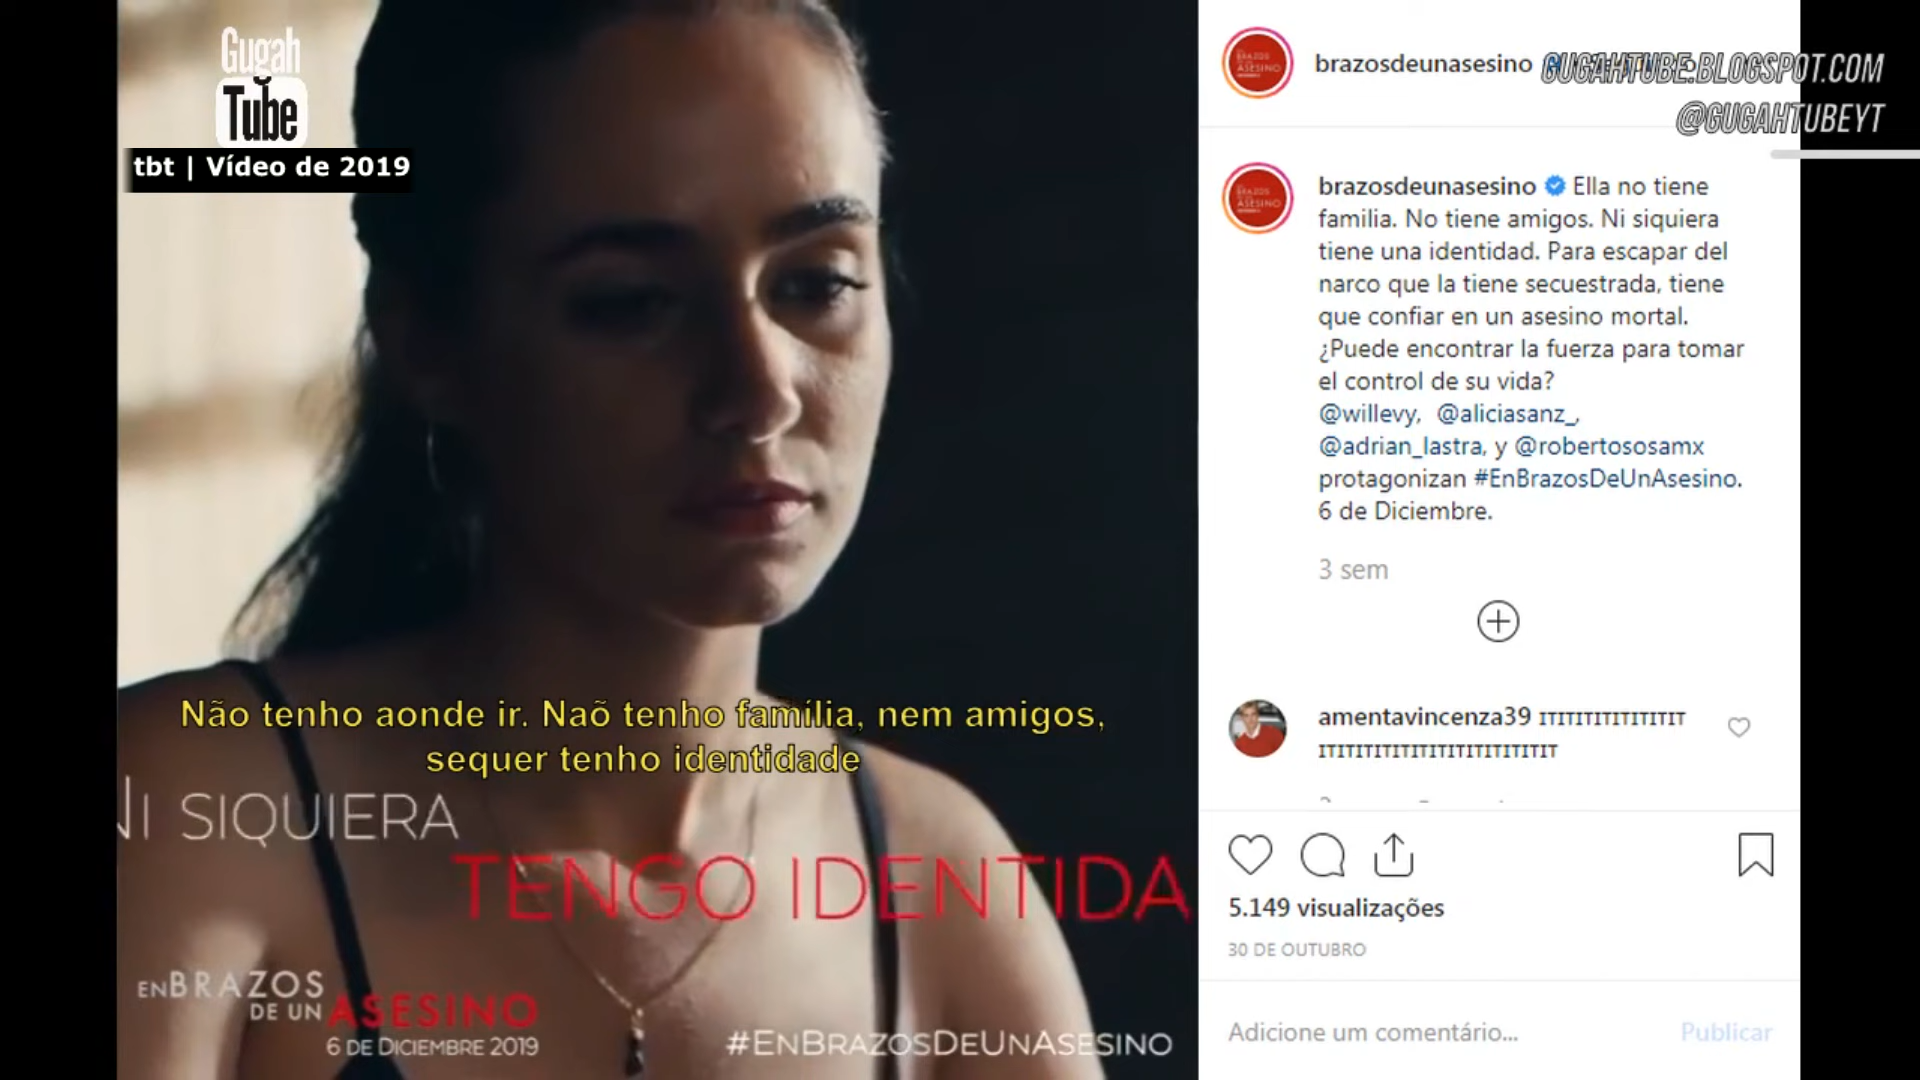 Gugah
Tube
tbt | Vídeo de 2019
Não tenho aonde ir. Naõ tenho família, nem amigos,
sequer tenho identidade
NI SIQUIERA
TENGO IDENTIDA
EN BRAZOS
DE UN ASESINO
6 DE DICIEMBRE 2019
#ENBRAZOSDEUNASESINO
brazosdeunasesino
GUGAHTUBE.BLOGSPOT.COM
@GUGAHTUBEYT
brazosdeunasesino Ella no tiene
familia. No tiene amigos. Ni siquiera
tiene una identidad. Para escapar del
narco que la tiene secuestrada, tiene
que confiar en un asesino mortal.
¿Puede encontrar la fuerza para tomar
el control de su vida?
@willevy, @aliciasanz_,
@adrian_lastra, y @robertososamx
protagonizan #EnBrazosDeUnAsesino.
6 de Diciembre.
3 sem
amentavincenza39 ɪᴛɪᴛɪᴛɪᴛɪᴛɪᴛɪᴛɪᴛ
ɪᴛɪᴛɪᴛɪᴛɪᴛɪᴛɪᴛɪᴛɪᴛɪᴛɪᴛɪᴛɪᴛ
5.149 visualizações
30 DE OUTUBRO
Adicione um comentário...
Publicar